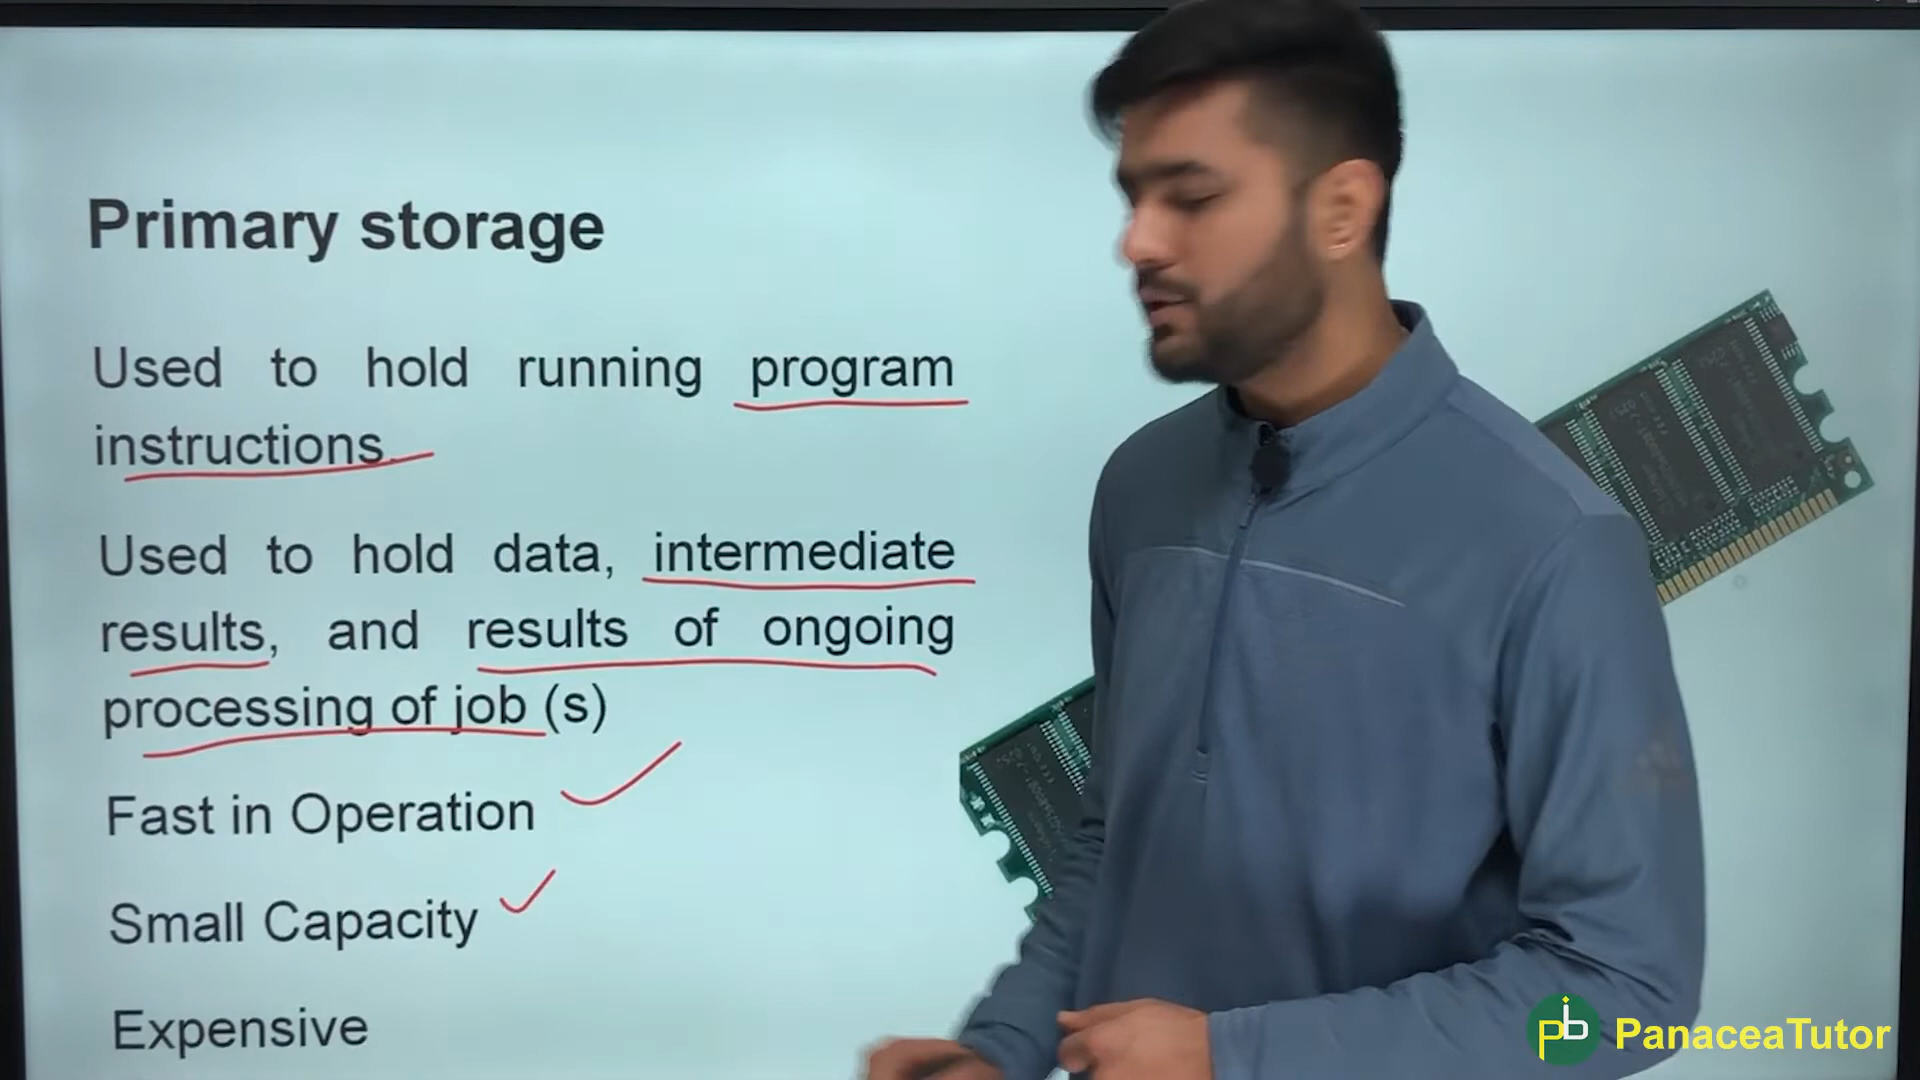 Primary storage
Used to hold running program
instructions.
Used to hold data, intermediate
results, and results of ongoing
processing of job (s)
Fast in Operation
Small Capacity
Expensive
pb PanaceaTutor